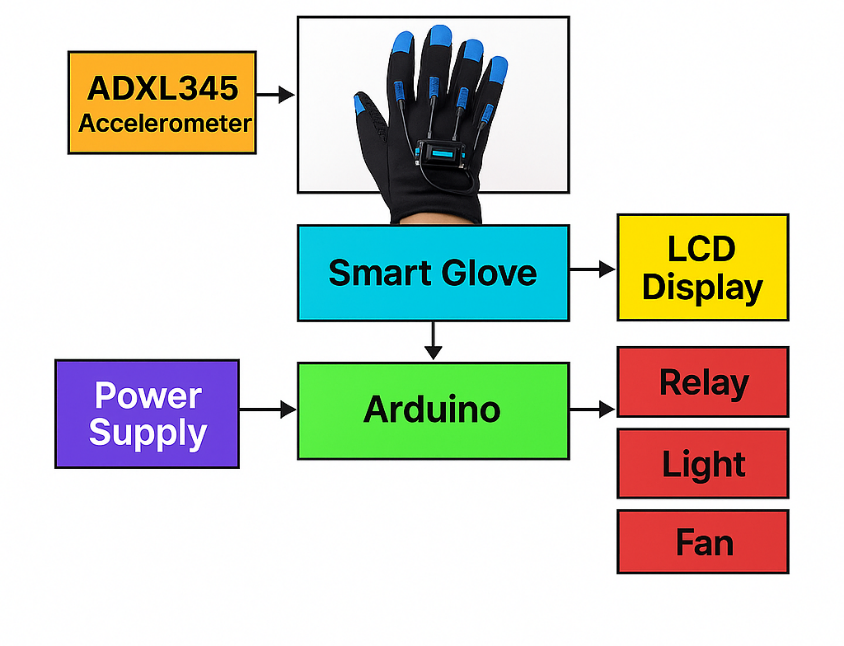 ADXL345
Accelerometer
Smart Glove
LCD
Display
Power
Supply
Arduino
Relay
Light
Fan